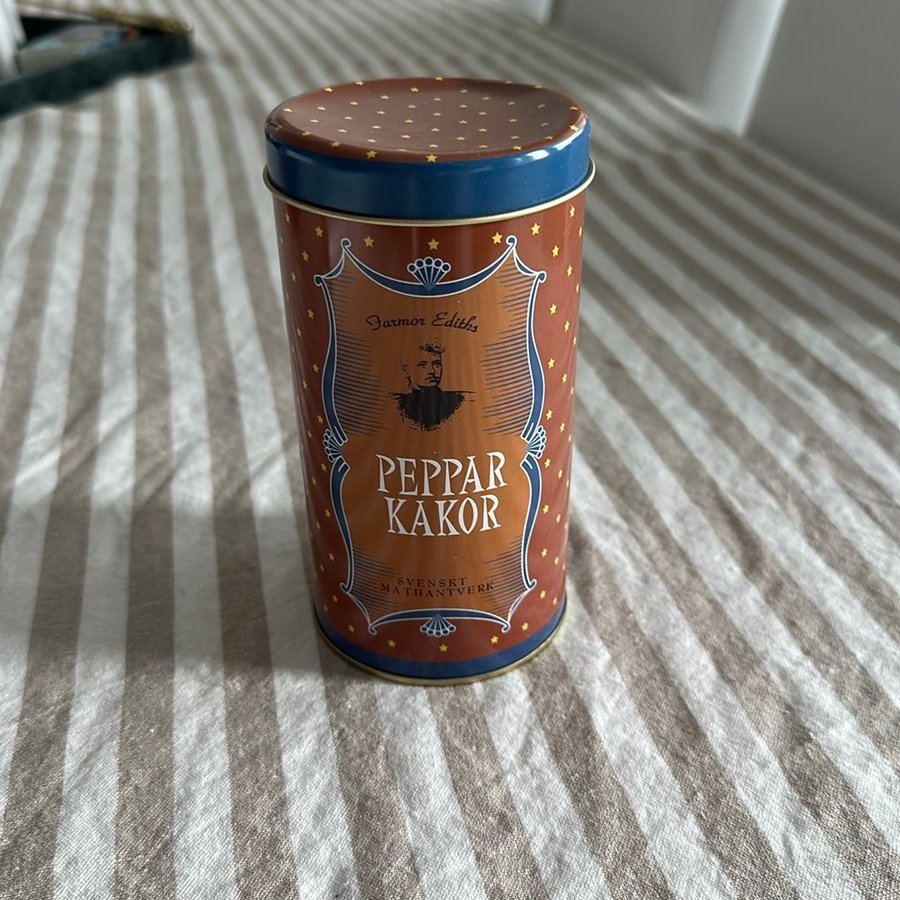 Farmor Ediths
PEPPAR
KAKOR
SVENSKT
MATHANTVERK